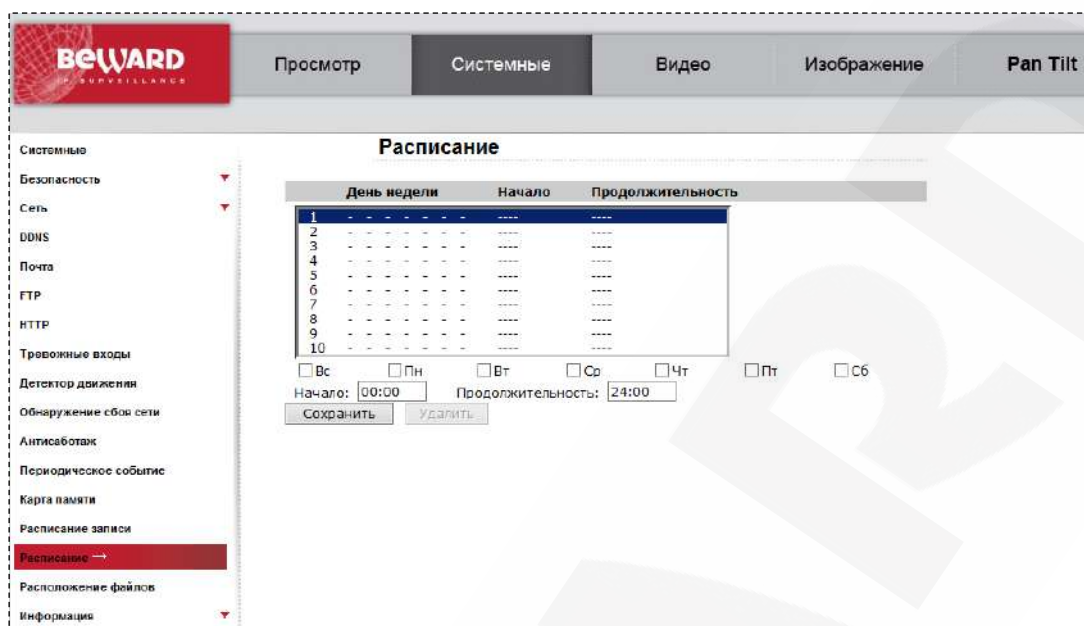 BEWARD
IP SURVEILLANCE
Просмотр Системные Видео Изображение Pan Tilt
Системные
Безопасность
Сеть
DDNS
Почта
FTP
HTTP
Тревожные входы
Детектор движения
Обнаружение сбоя сети
Антисаботаж
Периодическое событие
Карта памяти
Расписание записи
Расписание →
Расположение файлов
Информация
Расписание
День недели Начало Продолжительность
1 - - - - - - - ---- ----
2 - - - - - - - ---- ----
3 - - - - - - - ---- ----
4 - - - - - - - ---- ----
5 - - - - - - - ---- ----
6 - - - - - - - ---- ----
7 - - - - - - - ---- ----
8 - - - - - - - ---- ----
9 - - - - - - - ---- ----
10 - - - - - - - ---- ----
Вс Пн Вт Ср Чт Пт Сб
Начало: 00:00 Продолжительность: 24:00
Сохранить Удалить